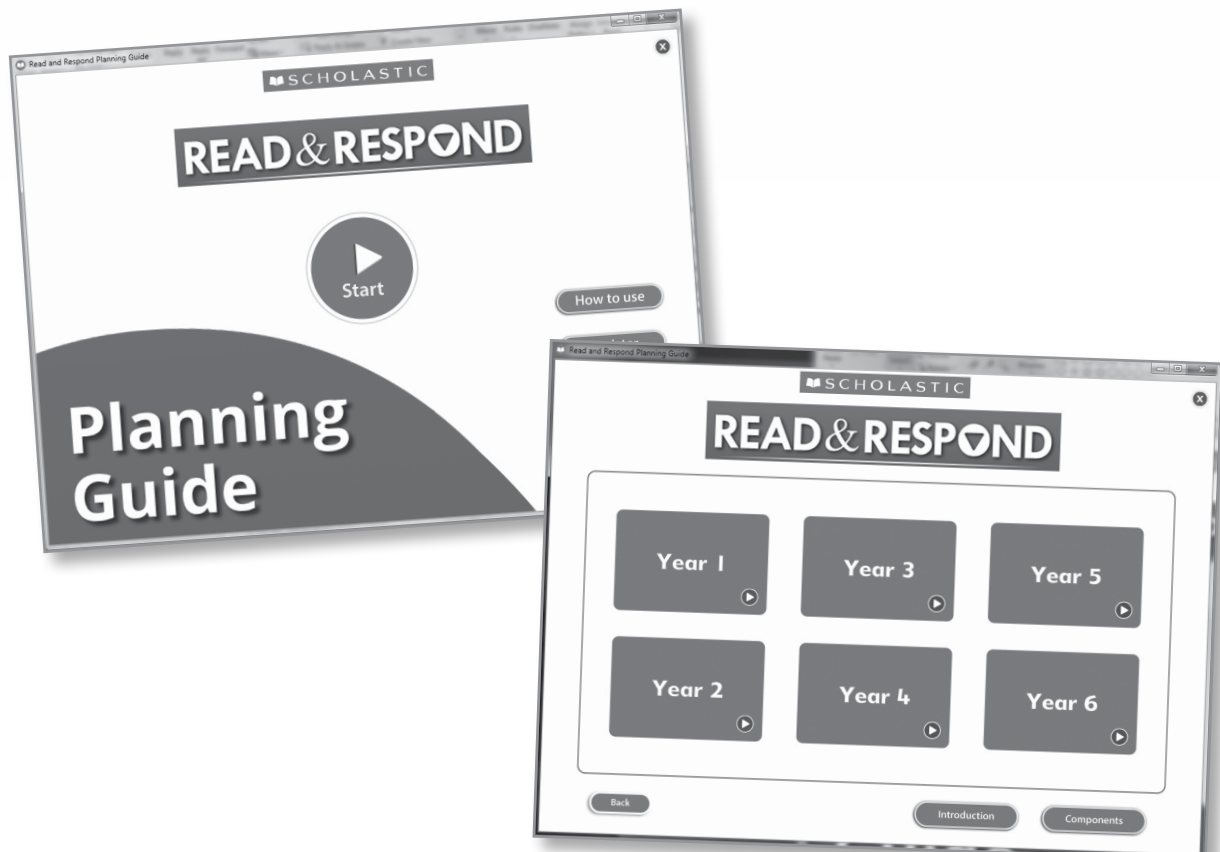 Read and Respond Planning Guide
SCHOLASTIC
READ & RESPOND
Start
How to use
Planning
Guide
Read and Respond Planning Guide
SCHOLASTIC
READ & RESPOND
Year 1
Year 3
Year 5
Year 2
Year 4
Year 6
Back
Introduction
Components